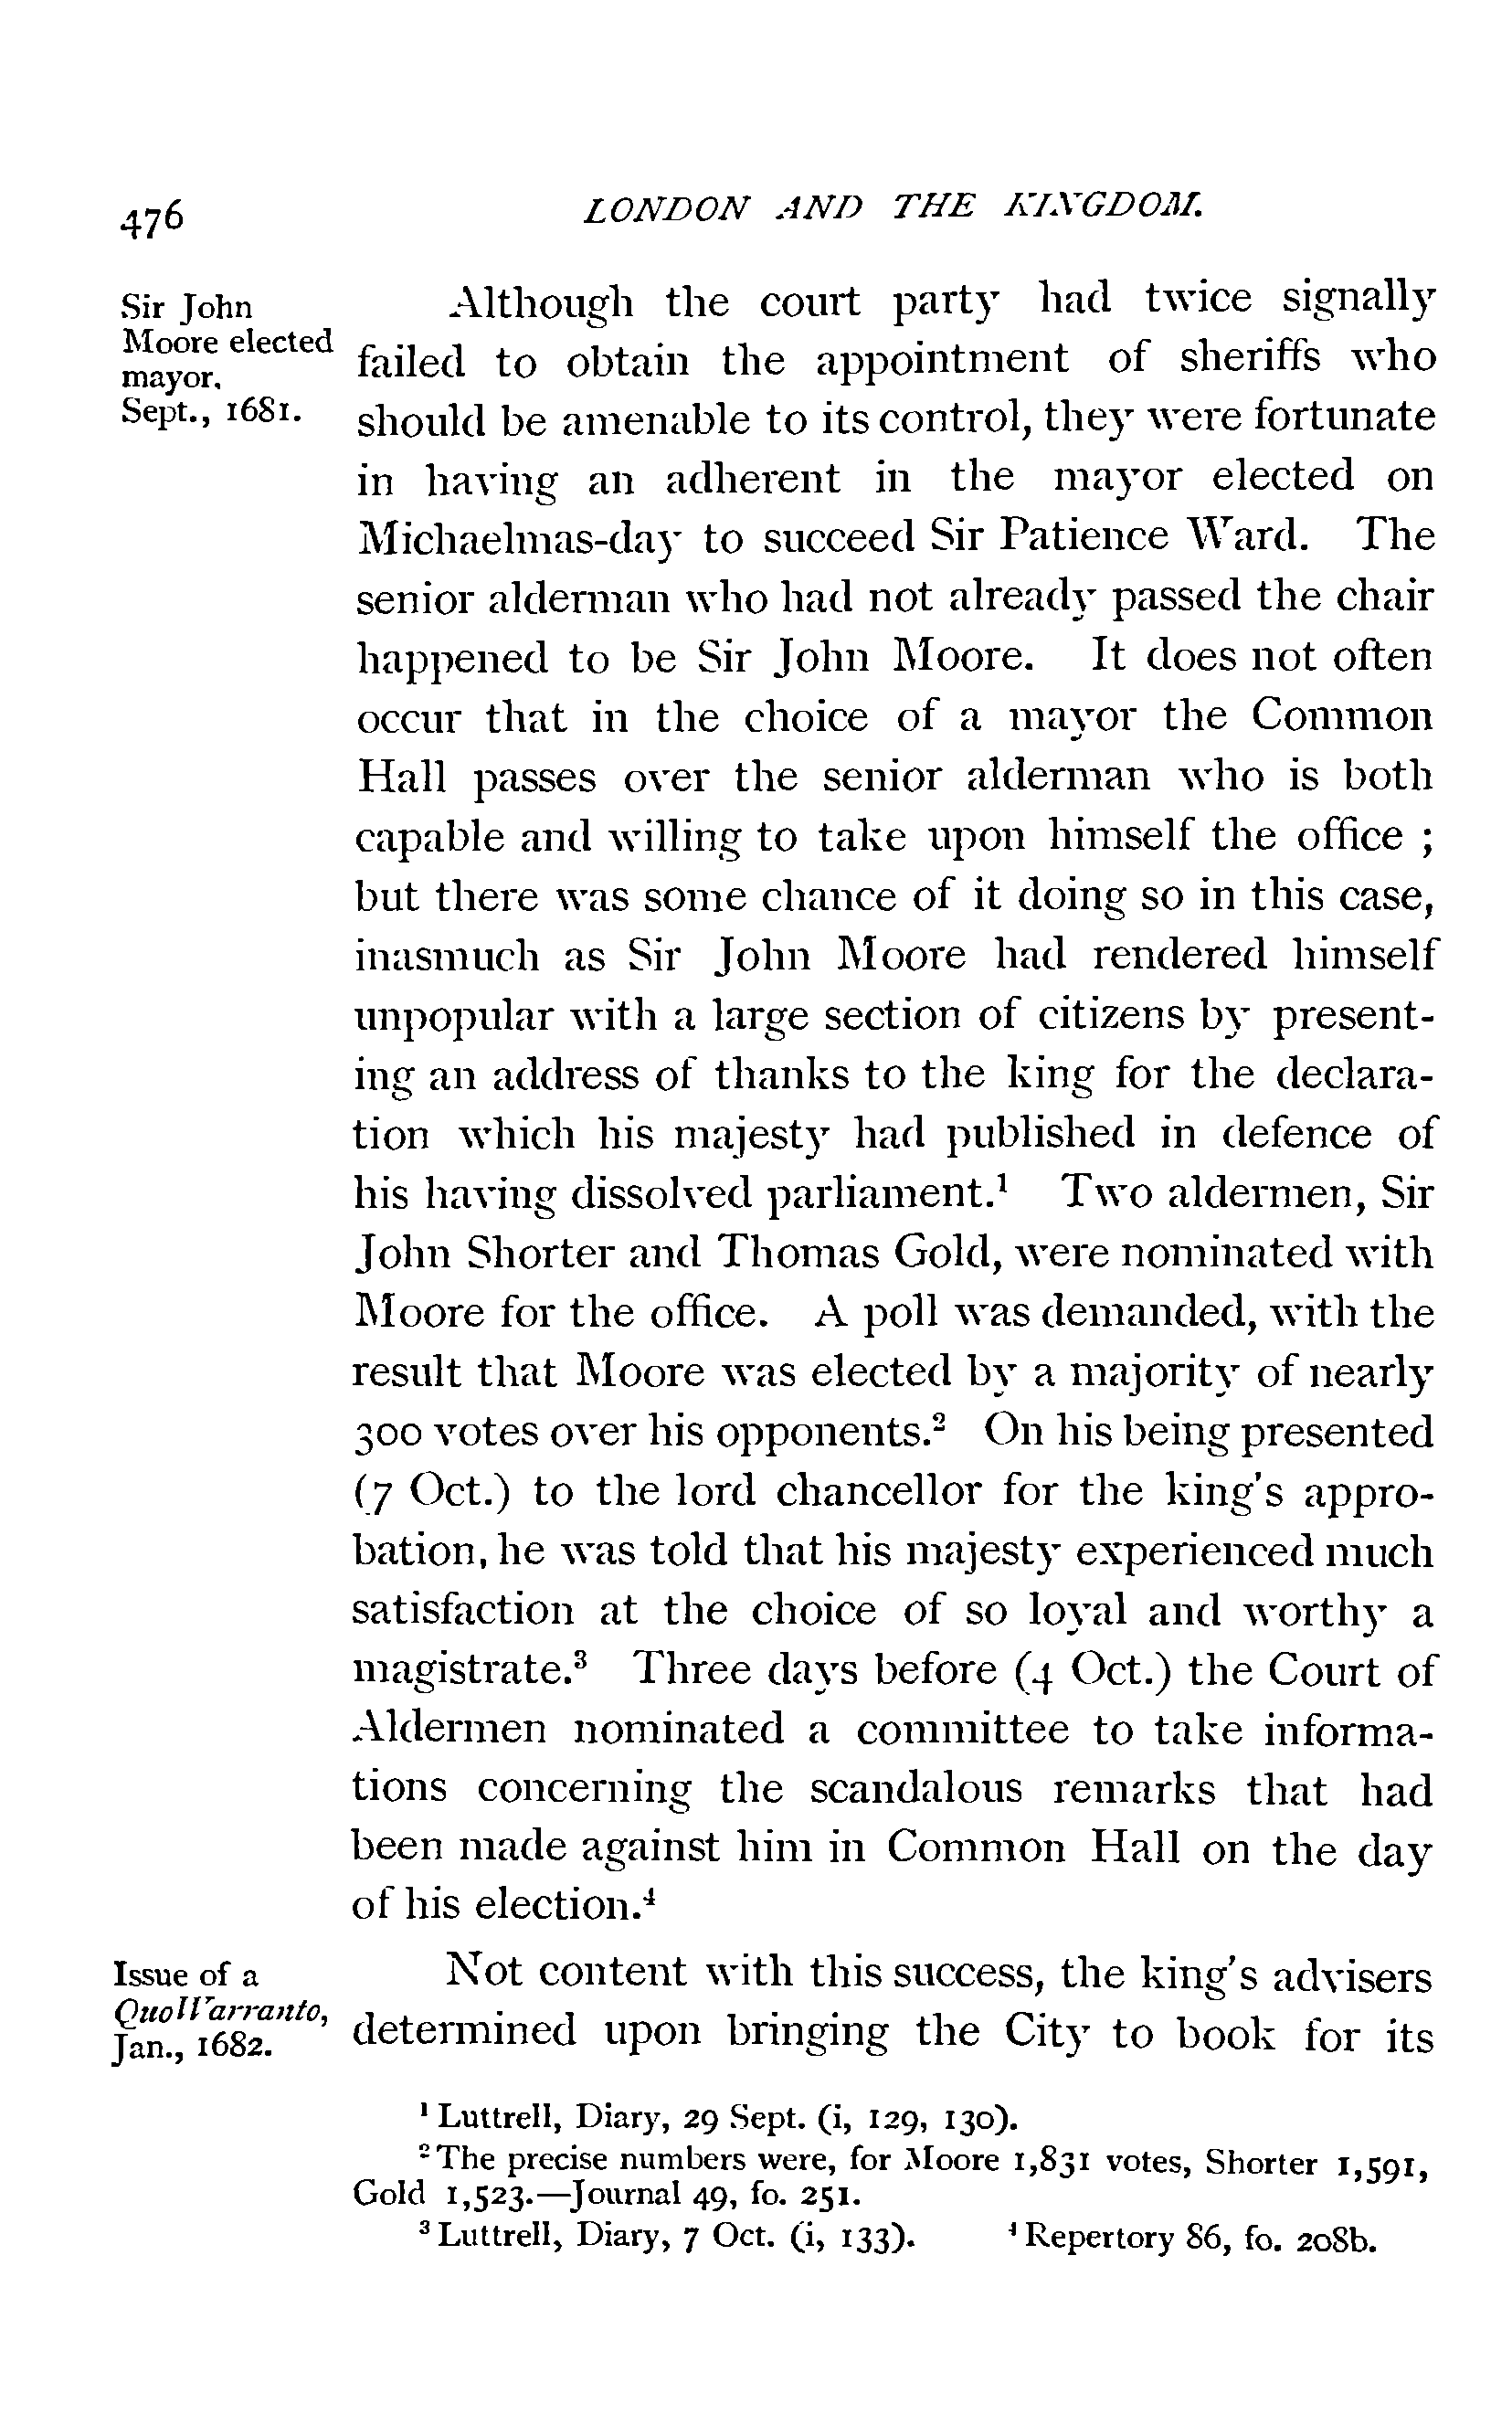 476 LONDON AND THE KINGDOM.
Sir John
Moore elected
mayor.
Sept., 1681.
Although the court party had twice signally
failed to obtain the appointment of sheriffs who
should be amenable to its control, they were fortunate
in having an adherent in the mayor elected on
Michaelmas-day to succeed Sir Patience Ward. The
senior alderman who had not already passed the chair
happened to be Sir John Moore. It does not often
occur that in the choice of a mayor the Common
Hall passes over the senior alderman who is both
capable and willing to take upon himself the office ;
but there was some chance of it doing so in this case,
inasmuch as Sir John Moore had rendered himself
unpopular with a large section of citizens by present-
ing an address of thanks to the king for the declara-
tion which his majesty had published in defence of
his having dissolved parliament.¹ Two aldermen, Sir
John Shorter and Thomas Gold, were nominated with
Moore for the office. A poll was demanded, with the
result that Moore was elected by a majority of nearly
300 votes over his opponents.² On his being presented
(7 Oct.) to the lord chancellor for the king's appro-
bation, he was told that his majesty experienced much
satisfaction at the choice of so loyal and worthy a
magistrate.³ Three days before (4 Oct.) the Court of
Aldermen nominated a committee to take informa-
tions concerning the scandalous remarks that had
been made against him in Common Hall on the day
of his election.⁴
Issue of a
Quo Warranto,
Jan., 1682.
Not content with this success, the king's advisers
determined upon bringing the City to book for its
¹ Luttrell, Diary, 29 Sept. (i, 129, 130).
² The precise numbers were, for Moore 1,831 votes, Shorter 1,591,
Gold 1,523.—Journal 49, fo. 251.
³ Luttrell, Diary, 7 Oct. (i, 133). ⁴ Repertory 86, fo. 208b.